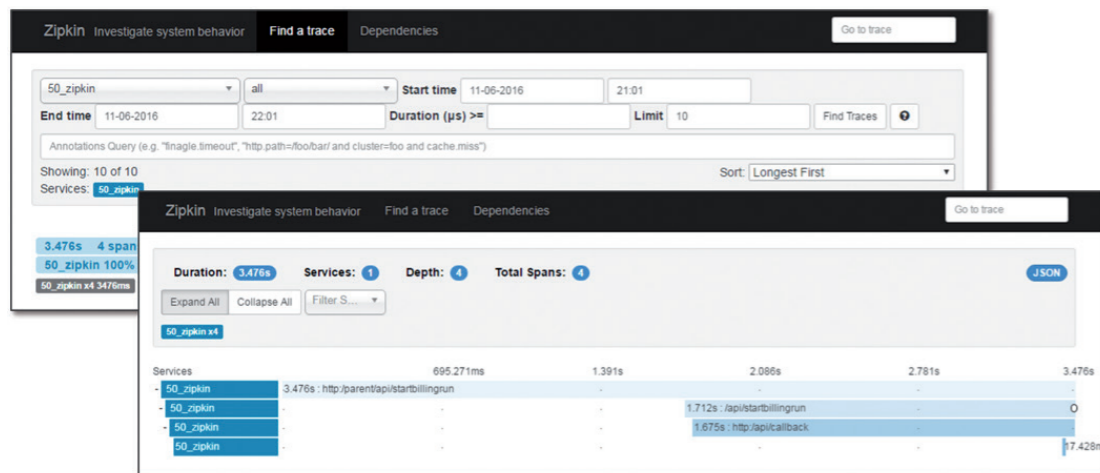 Zipkin Investigate system behavior Find a trace Dependencies Go to trace
50_zipkin all Start time 11-06-2016 21:01
End time 11-06-2016 22:01 Duration (μs) >= Limit 10 Find Traces ?
Annotations Query (e.g. "finagle.timeout", "http.path=/foo/bar/ and cluster=foo and cache.miss")
Showing: 10 of 10 Sort: Longest First
Services: 50_zipkin
3.476s 4 span
50_zipkin 100%
50_zipkin x4 3476ms
Zipkin Investigate system behavior Find a trace Dependencies Go to trace
Duration: 3.476s Services: 1 Depth: 4 Total Spans: 4 JSON
Expand All Collapse All Filter S...
50_zipkin x4
Services 695.271ms 1.391s 2.086s 2.781s 3.476s
- 50_zipkin 3.476s : http:/parent/api/startbillingrun
- 50_zipkin 1.712s : /api/startbillingrun
- 50_zipkin 1.675s : http:/api/callback
50_zipkin 17.428m